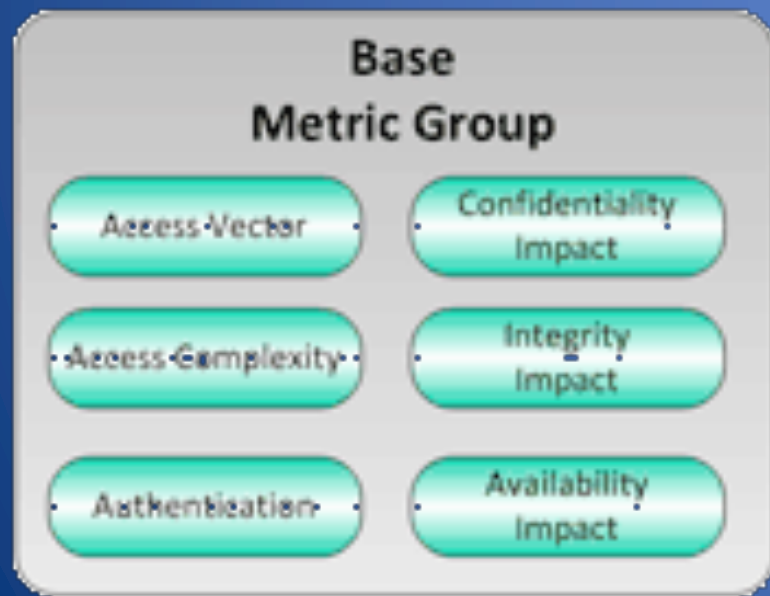 Base
Metric Group
Access Vector
Confidentiality
Impact
Access Complexity
Integrity
Impact
Authentication
Availability
Impact